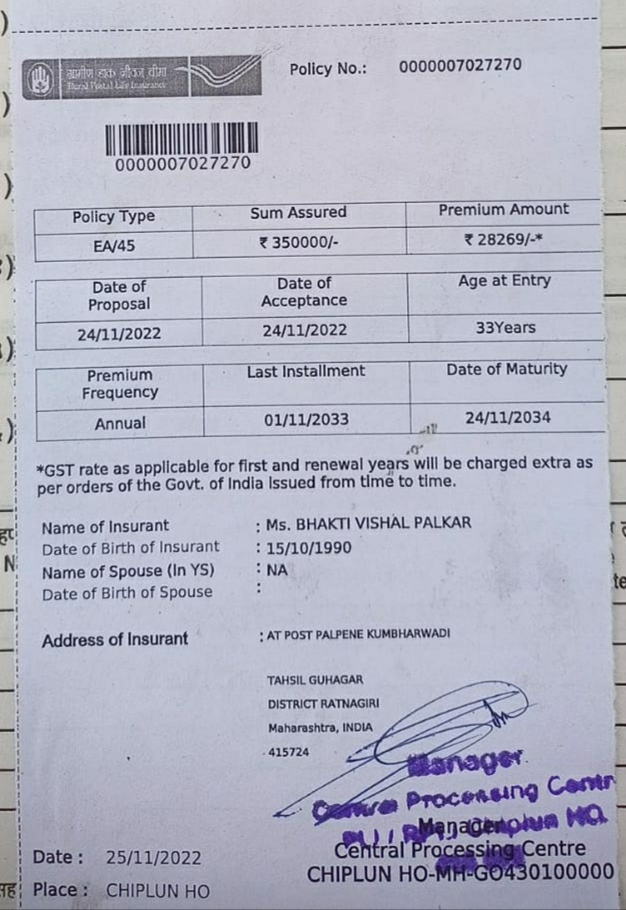 ग्रामीण डाक जीवन बीमा
Rural Postal Life Insurance
Policy No.: 0000007027270
0000007027270
Policy Type Sum Assured Premium Amount
EA/45 ₹ 350000/- ₹ 28269/-*
Date of Proposal Date of Acceptance Age at Entry
24/11/2022 24/11/2022 33Years
Premium Frequency Last Installment Date of Maturity
Annual 01/11/2033 24/11/2034
*GST rate as applicable for first and renewal years will be charged extra as
per orders of the Govt. of India Issued from time to time.
Name of Insurant : Ms. BHAKTI VISHAL PALKAR
Date of Birth of Insurant : 15/10/1990
Name of Spouse (In YS) : NA
Date of Birth of Spouse :
Address of Insurant : AT POST PALPENE KUMBHARWADI
TAHSIL GUHAGAR
DISTRICT RATNAGIRI
Maharashtra, INDIA
415724
Manager
Central Processing Centr
Manager
Central Processing Centre
CHIPLUN HO-MH-GO430100000
Date : 25/11/2022
Place : CHIPLUN HO